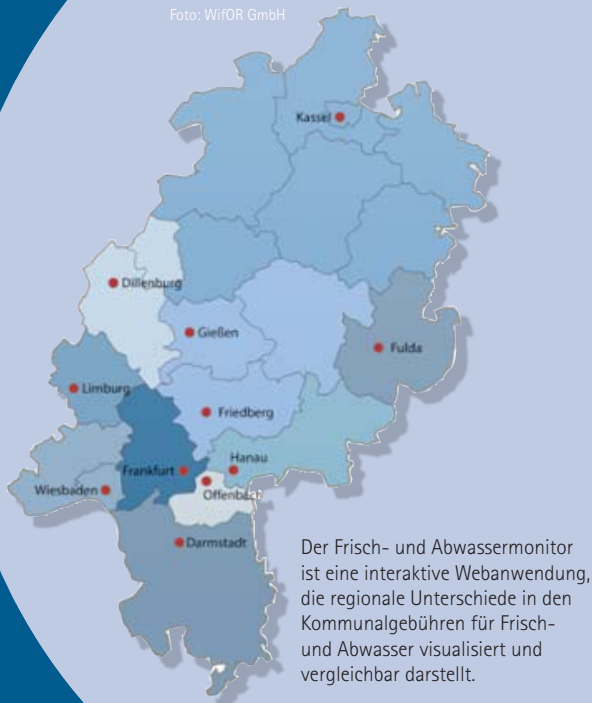 Foto: WifOR GmbH
Kassel
Dillenburg
Gießen
Fulda
Limburg
Friedberg
Hanau
Frankfurt
Offenbach
Wiesbaden
Darmstadt
Der Frisch- und Abwassermonitor
ist eine interaktive Webanwendung,
die regionale Unterschiede in den
Kommunalgebühren für Frisch-
und Abwasser visualisiert und
vergleichbar darstellt.